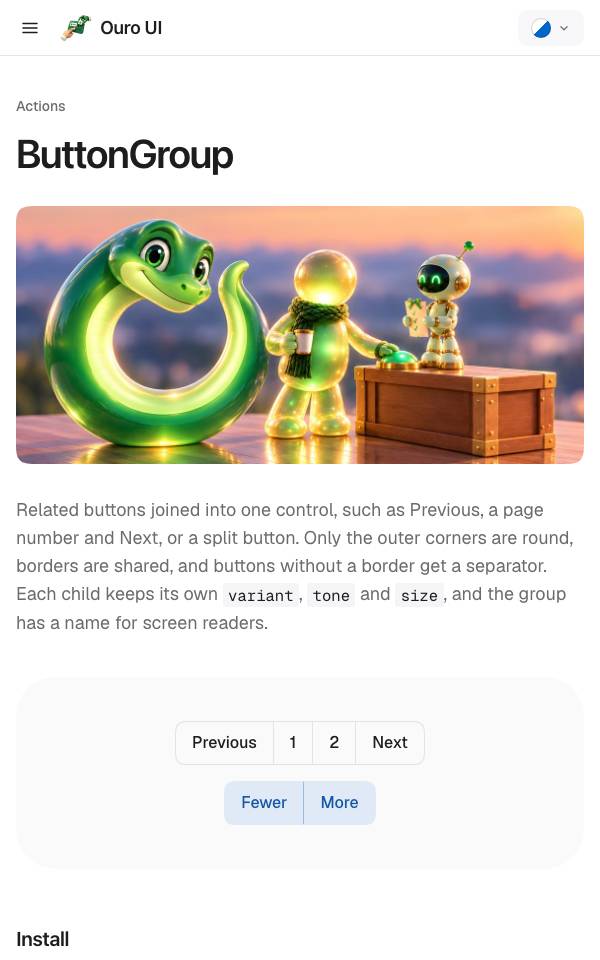 Ouro UI
Actions
ButtonGroup
Related buttons joined into one control, such as Previous, a page
number and Next, or a split button. Only the outer corners are round,
borders are shared, and buttons without a border get a separator.
Each child keeps its own variant, tone and size, and the group
has a name for screen readers.
Previous 1 2 Next
Fewer More
Install